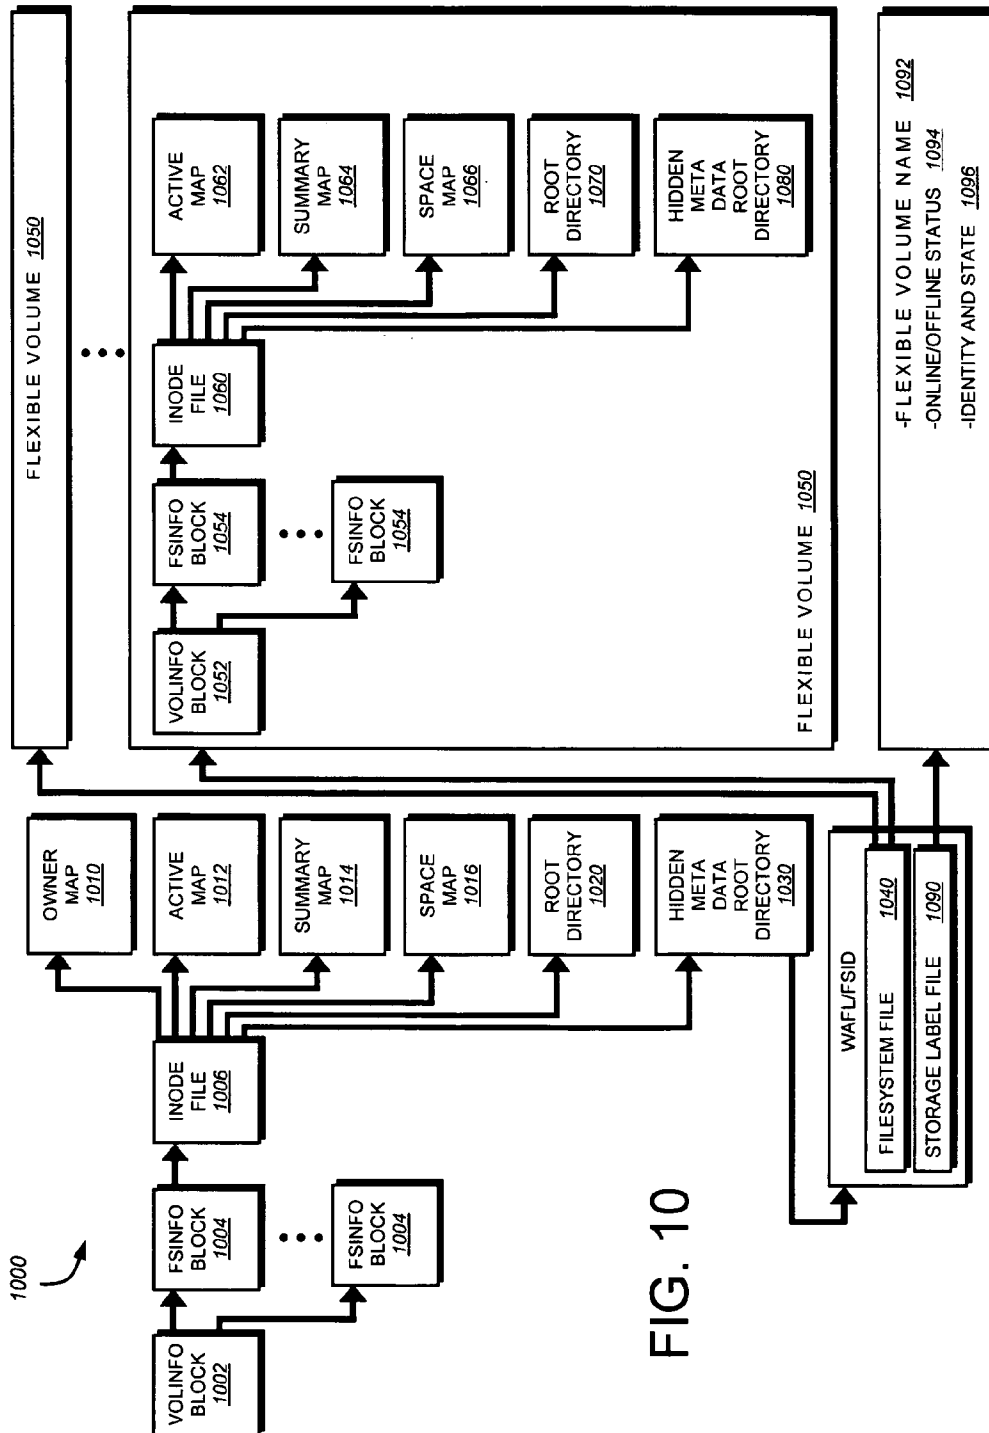 1000
VOLINFO
BLOCK
1002
FSINFO
BLOCK
1004
FSINFO
BLOCK
1004
INODE
FILE
1006
OWNER
MAP
1010
ACTIVE
MAP
1012
SUMMARY
MAP
1014
SPACE
MAP
1016
ROOT
DIRECTORY
1020
HIDDEN
META
DATA
ROOT
DIRECTORY
1030
WAFL/FSID
FILESYSTEM FILE 1040
STORAGE LABEL FILE 1090
FLEXIBLE VOLUME 1050
VOLINFO
BLOCK
1052
FSINFO
BLOCK
1054
FSINFO
BLOCK
1054
INODE
FILE
1060
ACTIVE
MAP
1062
SUMMARY
MAP
1064
SPACE
MAP
1066
ROOT
DIRECTORY
1070
HIDDEN
META
DATA
ROOT
DIRECTORY
1080
FLEXIBLE VOLUME 1050
-FLEXIBLE VOLUME NAME 1092
-ONLINE/OFFLINE STATUS 1094
-IDENTITY AND STATE 1096
FIG. 10